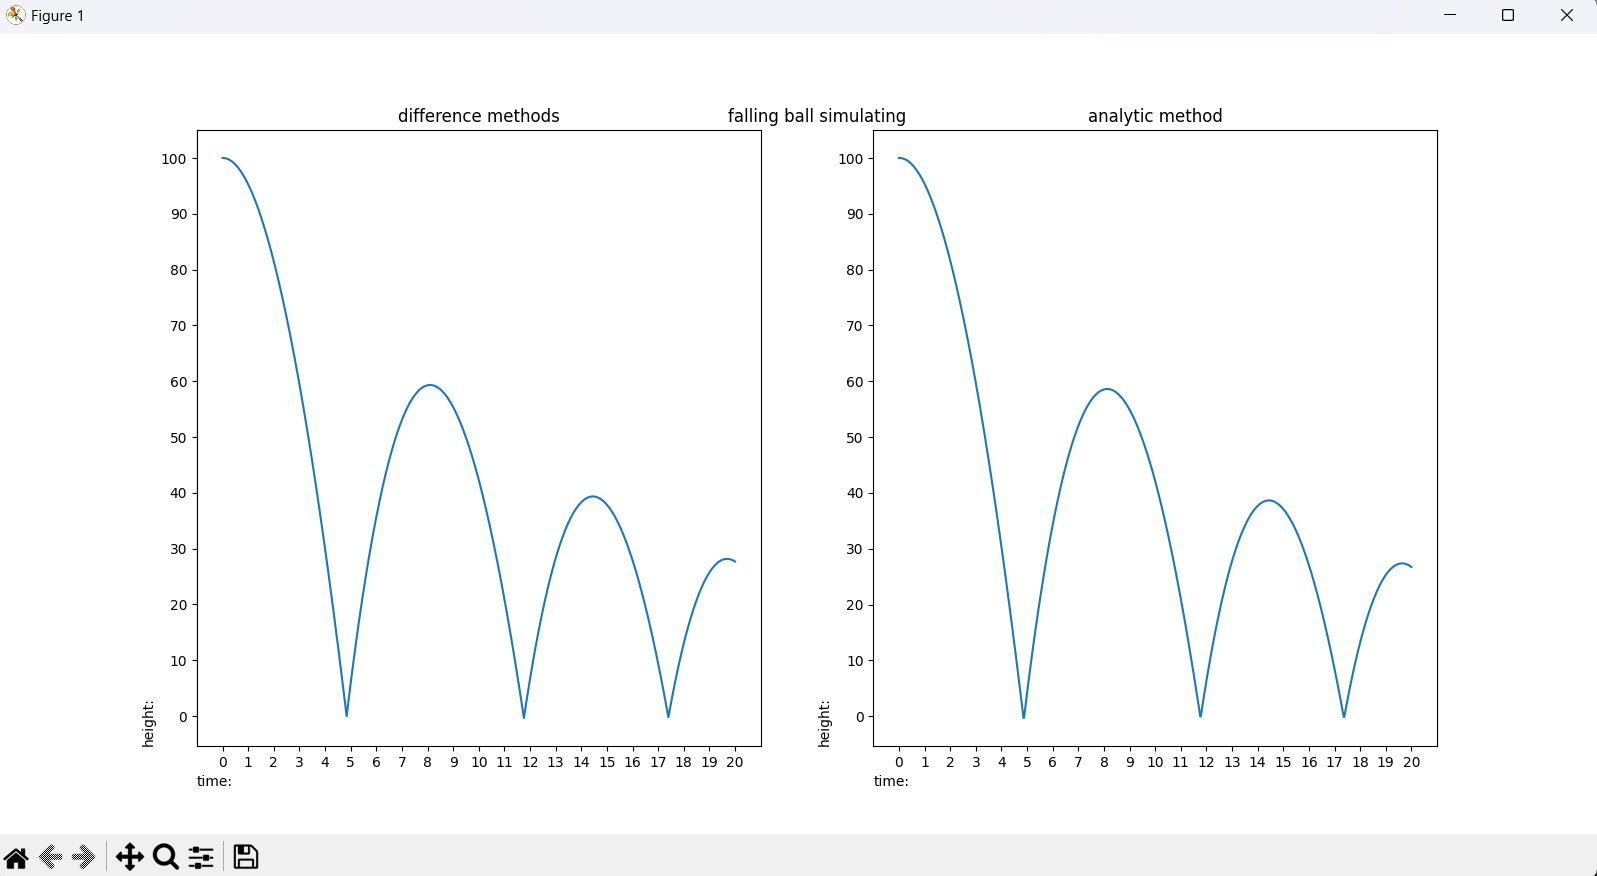 Figure 1
difference methods
falling ball simulating
analytic method
100
90
80
70
60
50
40
30
20
10
0
height:
0 1 2 3 4 5 6 7 8 9 10 11 12 13 14 15 16 17 18 19 20
time:
100
90
80
70
60
50
40
30
20
10
0
height:
0 1 2 3 4 5 6 7 8 9 10 11 12 13 14 15 16 17 18 19 20
time: